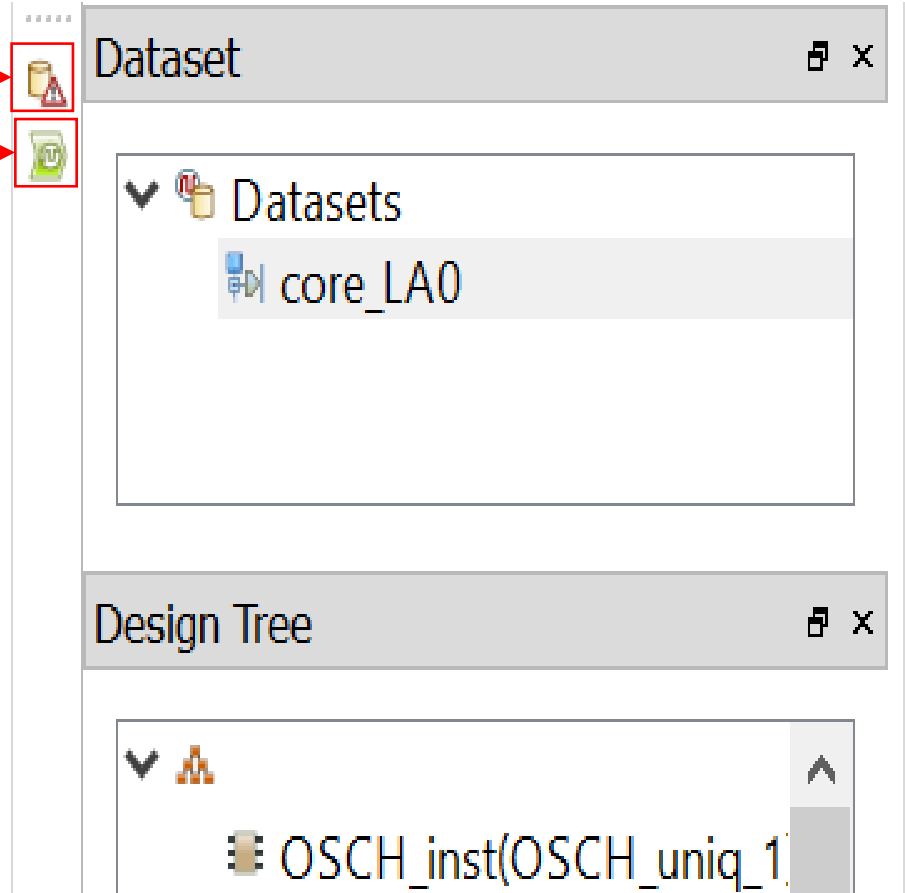 Dataset
Datasets
core_LA0
Design Tree
OSCH_inst(OSCH_uniq_1)